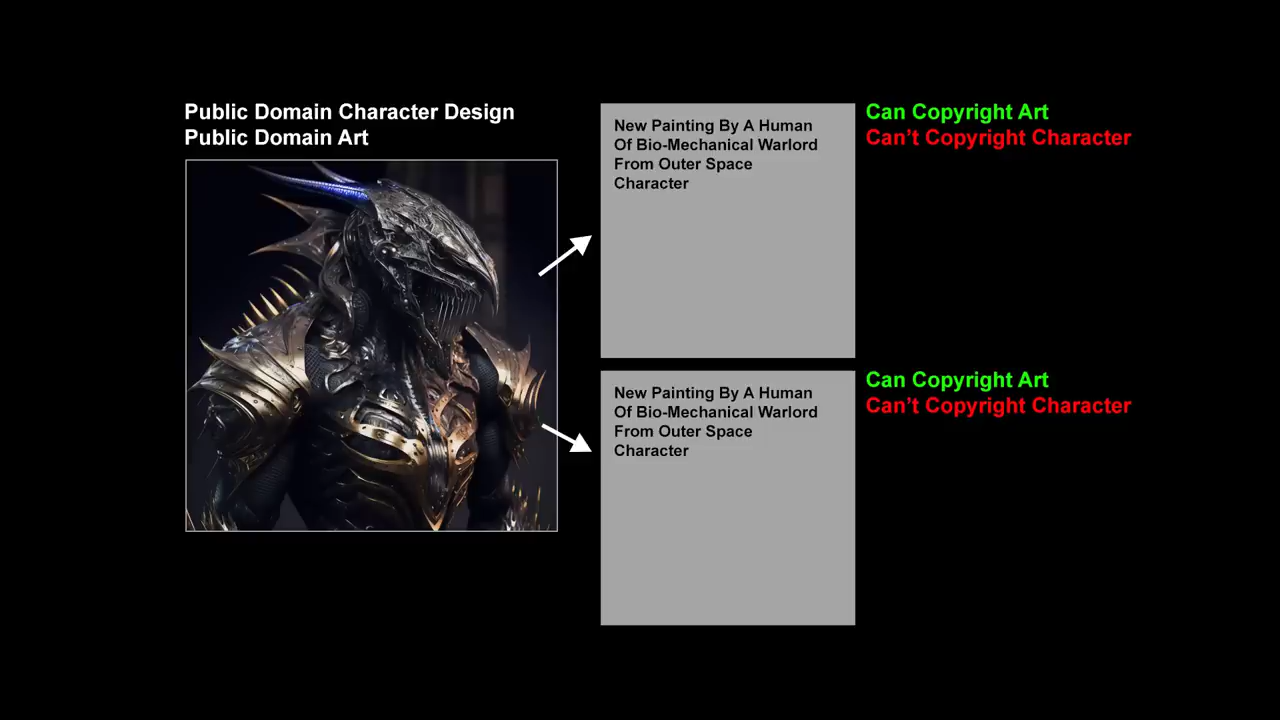 Public Domain Character Design
Public Domain Art
New Painting By A Human
Of Bio-Mechanical Warlord
From Outer Space
Character
Can Copyright Art
Can’t Copyright Character
New Painting By A Human
Of Bio-Mechanical Warlord
From Outer Space
Character
Can Copyright Art
Can’t Copyright Character